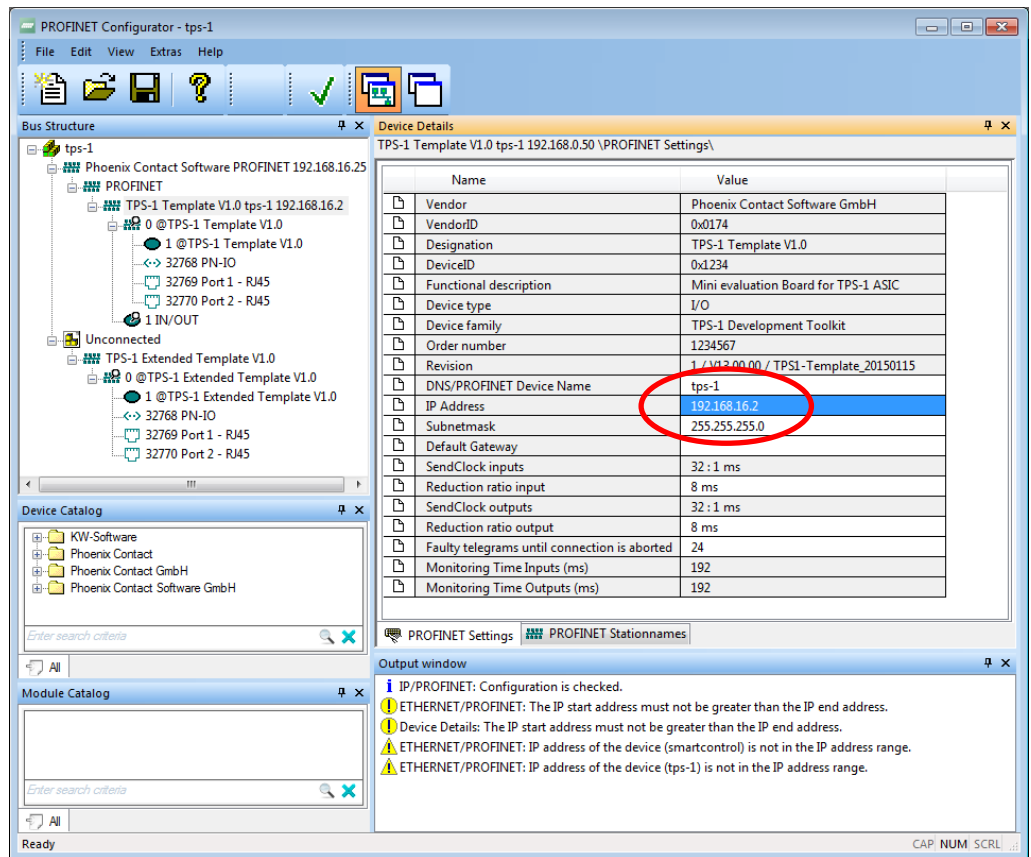 PROFINET Configurator - tps-1
File Edit View Extras Help
Bus Structure
tps-1
Phoenix Contact Software PROFINET 192.168.16.25
PROFINET
TPS-1 Template V1.0 tps-1 192.168.16.2
0 @TPS-1 Template V1.0
1 @TPS-1 Template V1.0
32768 PN-IO
32769 Port 1 - RJ45
32770 Port 2 - RJ45
1 IN/OUT
Unconnected
TPS-1 Extended Template V1.0
0 @TPS-1 Extended Template V1.0
1 @TPS-1 Extended Template V1.0
32768 PN-IO
32769 Port 1 - RJ45
32770 Port 2 - RJ45
Device Catalog
KW-Software
Phoenix Contact
Phoenix Contact GmbH
Phoenix Contact Software GmbH
Enter search criteria
All
Module Catalog
Enter search criteria
All
Device Details
TPS-1 Template V1.0 tps-1 192.168.0.50 \PROFINET Settings\
Name Value
Vendor Phoenix Contact Software GmbH
VendorID 0x0174
Designation TPS-1 Template V1.0
DeviceID 0x1234
Functional description Mini evaluation Board for TPS-1 ASIC
Device type I/O
Device family TPS-1 Development Toolkit
Order number 1234567
Revision 1 / V13.00.00 / TPS1-Template_20150115
DNS/PROFINET Device Name tps-1
IP Address 192.168.16.2
Subnetmask 255.255.255.0
Default Gateway
SendClock inputs 32 : 1 ms
Reduction ratio input 8 ms
SendClock outputs 32 : 1 ms
Reduction ratio output 8 ms
Faulty telegrams until connection is aborted 24
Monitoring Time Inputs (ms) 192
Monitoring Time Outputs (ms) 192
PROFINET Settings PROFINET Stationnames
Output window
IP/PROFINET: Configuration is checked.
ETHERNET/PROFINET: The IP start address must not be greater than the IP end address.
Device Details: The IP start address must not be greater than the IP end address.
ETHERNET/PROFINET: IP address of the device (smartcontrol) is not in the IP address range.
ETHERNET/PROFINET: IP address of the device (tps-1) is not in the IP address range.
Ready CAP NUM SCRL